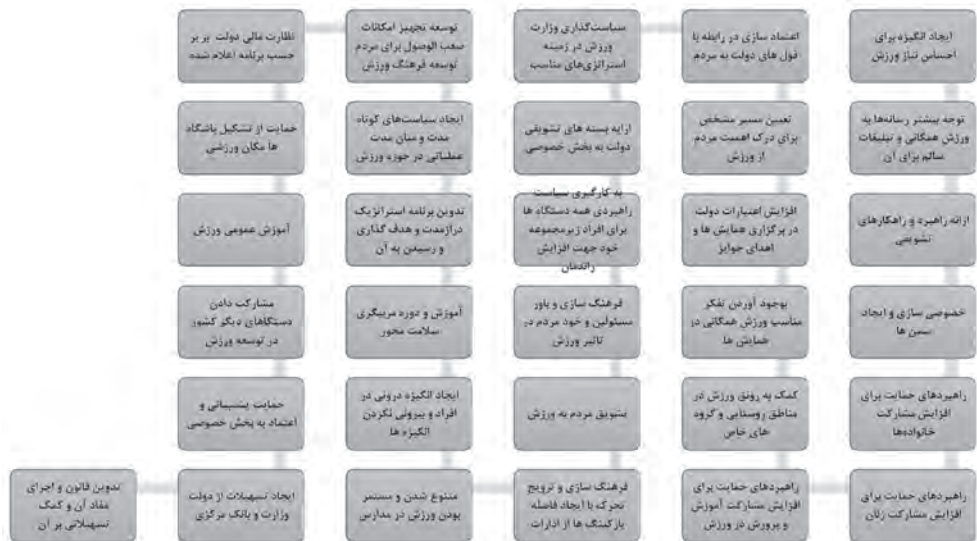 ایجاد انگیزه برای
احساس نیاز ورزش
توجه بیشتر رسانه‌ها به
ورزش همگانی و تبلیغات
سالم برای آن
ارائه راهبرد و راهکارهای
تشویقی
خصوصی سازی و ایجاد
سمن ها
راهبردهای حمایت برای
افزایش مشارکت
خانواده‌ها
راهبردهای حمایت برای
افزایش مشارکت زنان
راهبردهای حمایت برای
افزایش مشارکت آموزش
و پرورش در ورزش
کمک به رونق ورزش در
مناطق روستایی و گروه
های خاص
بوجود آوردن تفکر
مناسب ورزش همگانی در
همایش ها
افزایش اعتبارات دولت
در برگزاری همایش ها و
اهدای جوایز
تعیین مسیر مشخص
برای درک اهمیت مردم
از ورزش
اعتماد سازی در رابطه با
قول های دولت به مردم
سیاست‌گذاری وزارت
ورزش در زمینه
استراتژی‌های مناسب
ارایه بسته های تشویقی
دولت به بخش خصوصی
به کارگیری سیاست
راهبردی همه دستگاه ها
برای افراد زیرمجموعه
خود جهت افزایش
راندمان
فرهنگ سازی و باور
مسئولین و خود مردم در
تاثیر ورزش
تشویق مردم به ورزش
فرهنگ سازی و ترویج
تحرک با ایجاد فاصله
پارکینگ ها از ادارات
متنوع شدن و مستمر
بودن ورزش در مدارس
ایجاد انگیزه درونی در
افراد و بیرونی نکردن
انگیزه ها
آموزش و دوره مربیگری
سلامت محور
تدوین برنامه استراتژیک
درازمدت و هدف گذاری
و رسیدن به آن
ایجاد سیاست‌های کوتاه
مدت و میان مدت
عملیاتی در حوزه ورزش
توسعه تجهیز امکانات
صعب الوصول برای مردم
توسعه فرهنگ ورزش
نظارت مالی دولت بر بر
حسب برنامه اعلام شده
حمایت از تشکیل باشگاه
ها مکان ورزشی
آموزش عمومی ورزش
مشارکت دادن
دستگاهای دیگر کشور
در توسعه ورزش
حمایت پشتیبانی و
اعتماد به بخش خصوصی
ایجاد تسهیلات از دولت
وزارت و بانک مرکزی
تدوین قانون و اجرای
مفاد آن و کمک
تسهیلاتی بر آن